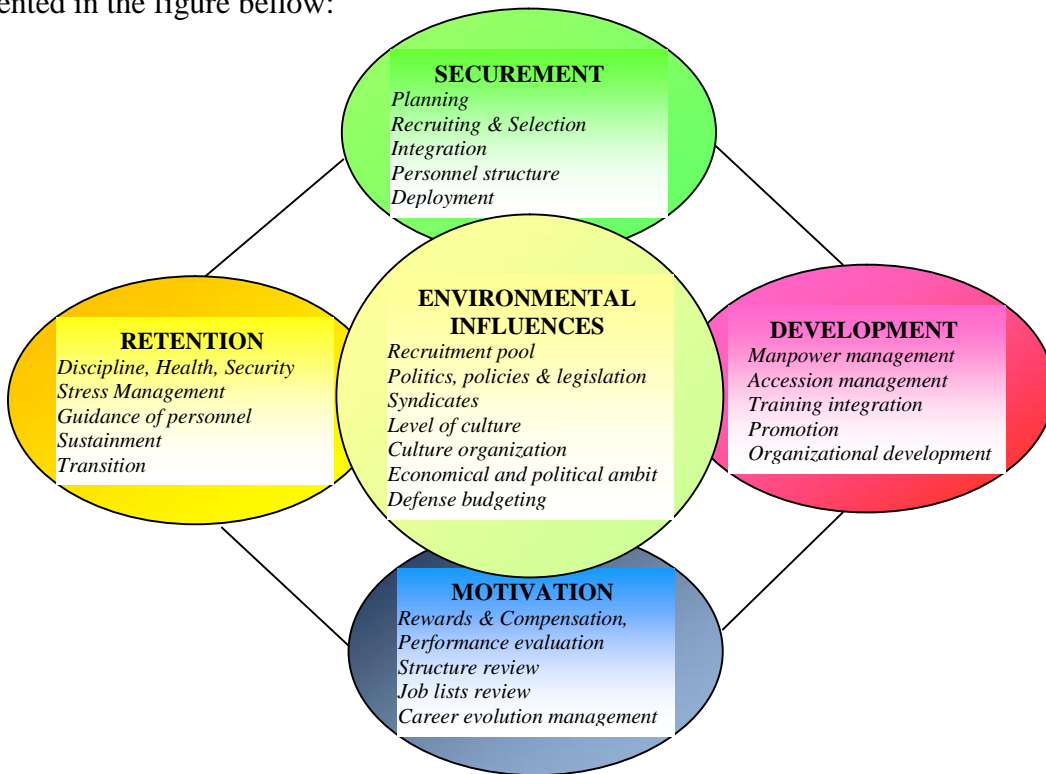 ented in the figure bellow:
SECUREMENT
Planning
Recruiting & Selection
Integration
Personnel structure
Deployment
ENVIRONMENTAL
INFLUENCES
Recruitment pool
Politics, policies & legislation
Syndicates
Level of culture
Culture organization
Economical and political ambit
Defense budgeting
RETENTION
Discipline, Health, Security
Stress Management
Guidance of personnel
Sustainment
Transition
DEVELOPMENT
Manpower management
Accession management
Training integration
Promotion
Organizational development
MOTIVATION
Rewards & Compensation,
Performance evaluation
Structure review
Job lists review
Career evolution management